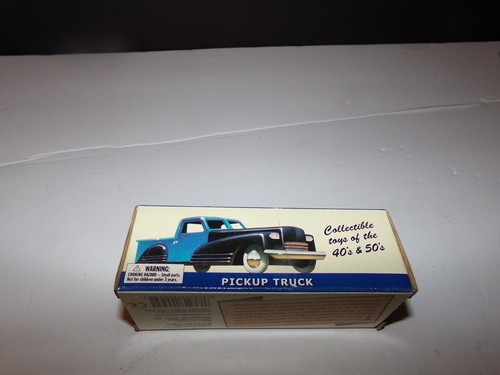 Collectible
toys of the
40's & 50's
WARNING:
CHOKING HAZARD - Small parts.
Not for children under 3 years.
PICKUP TRUCK
CE